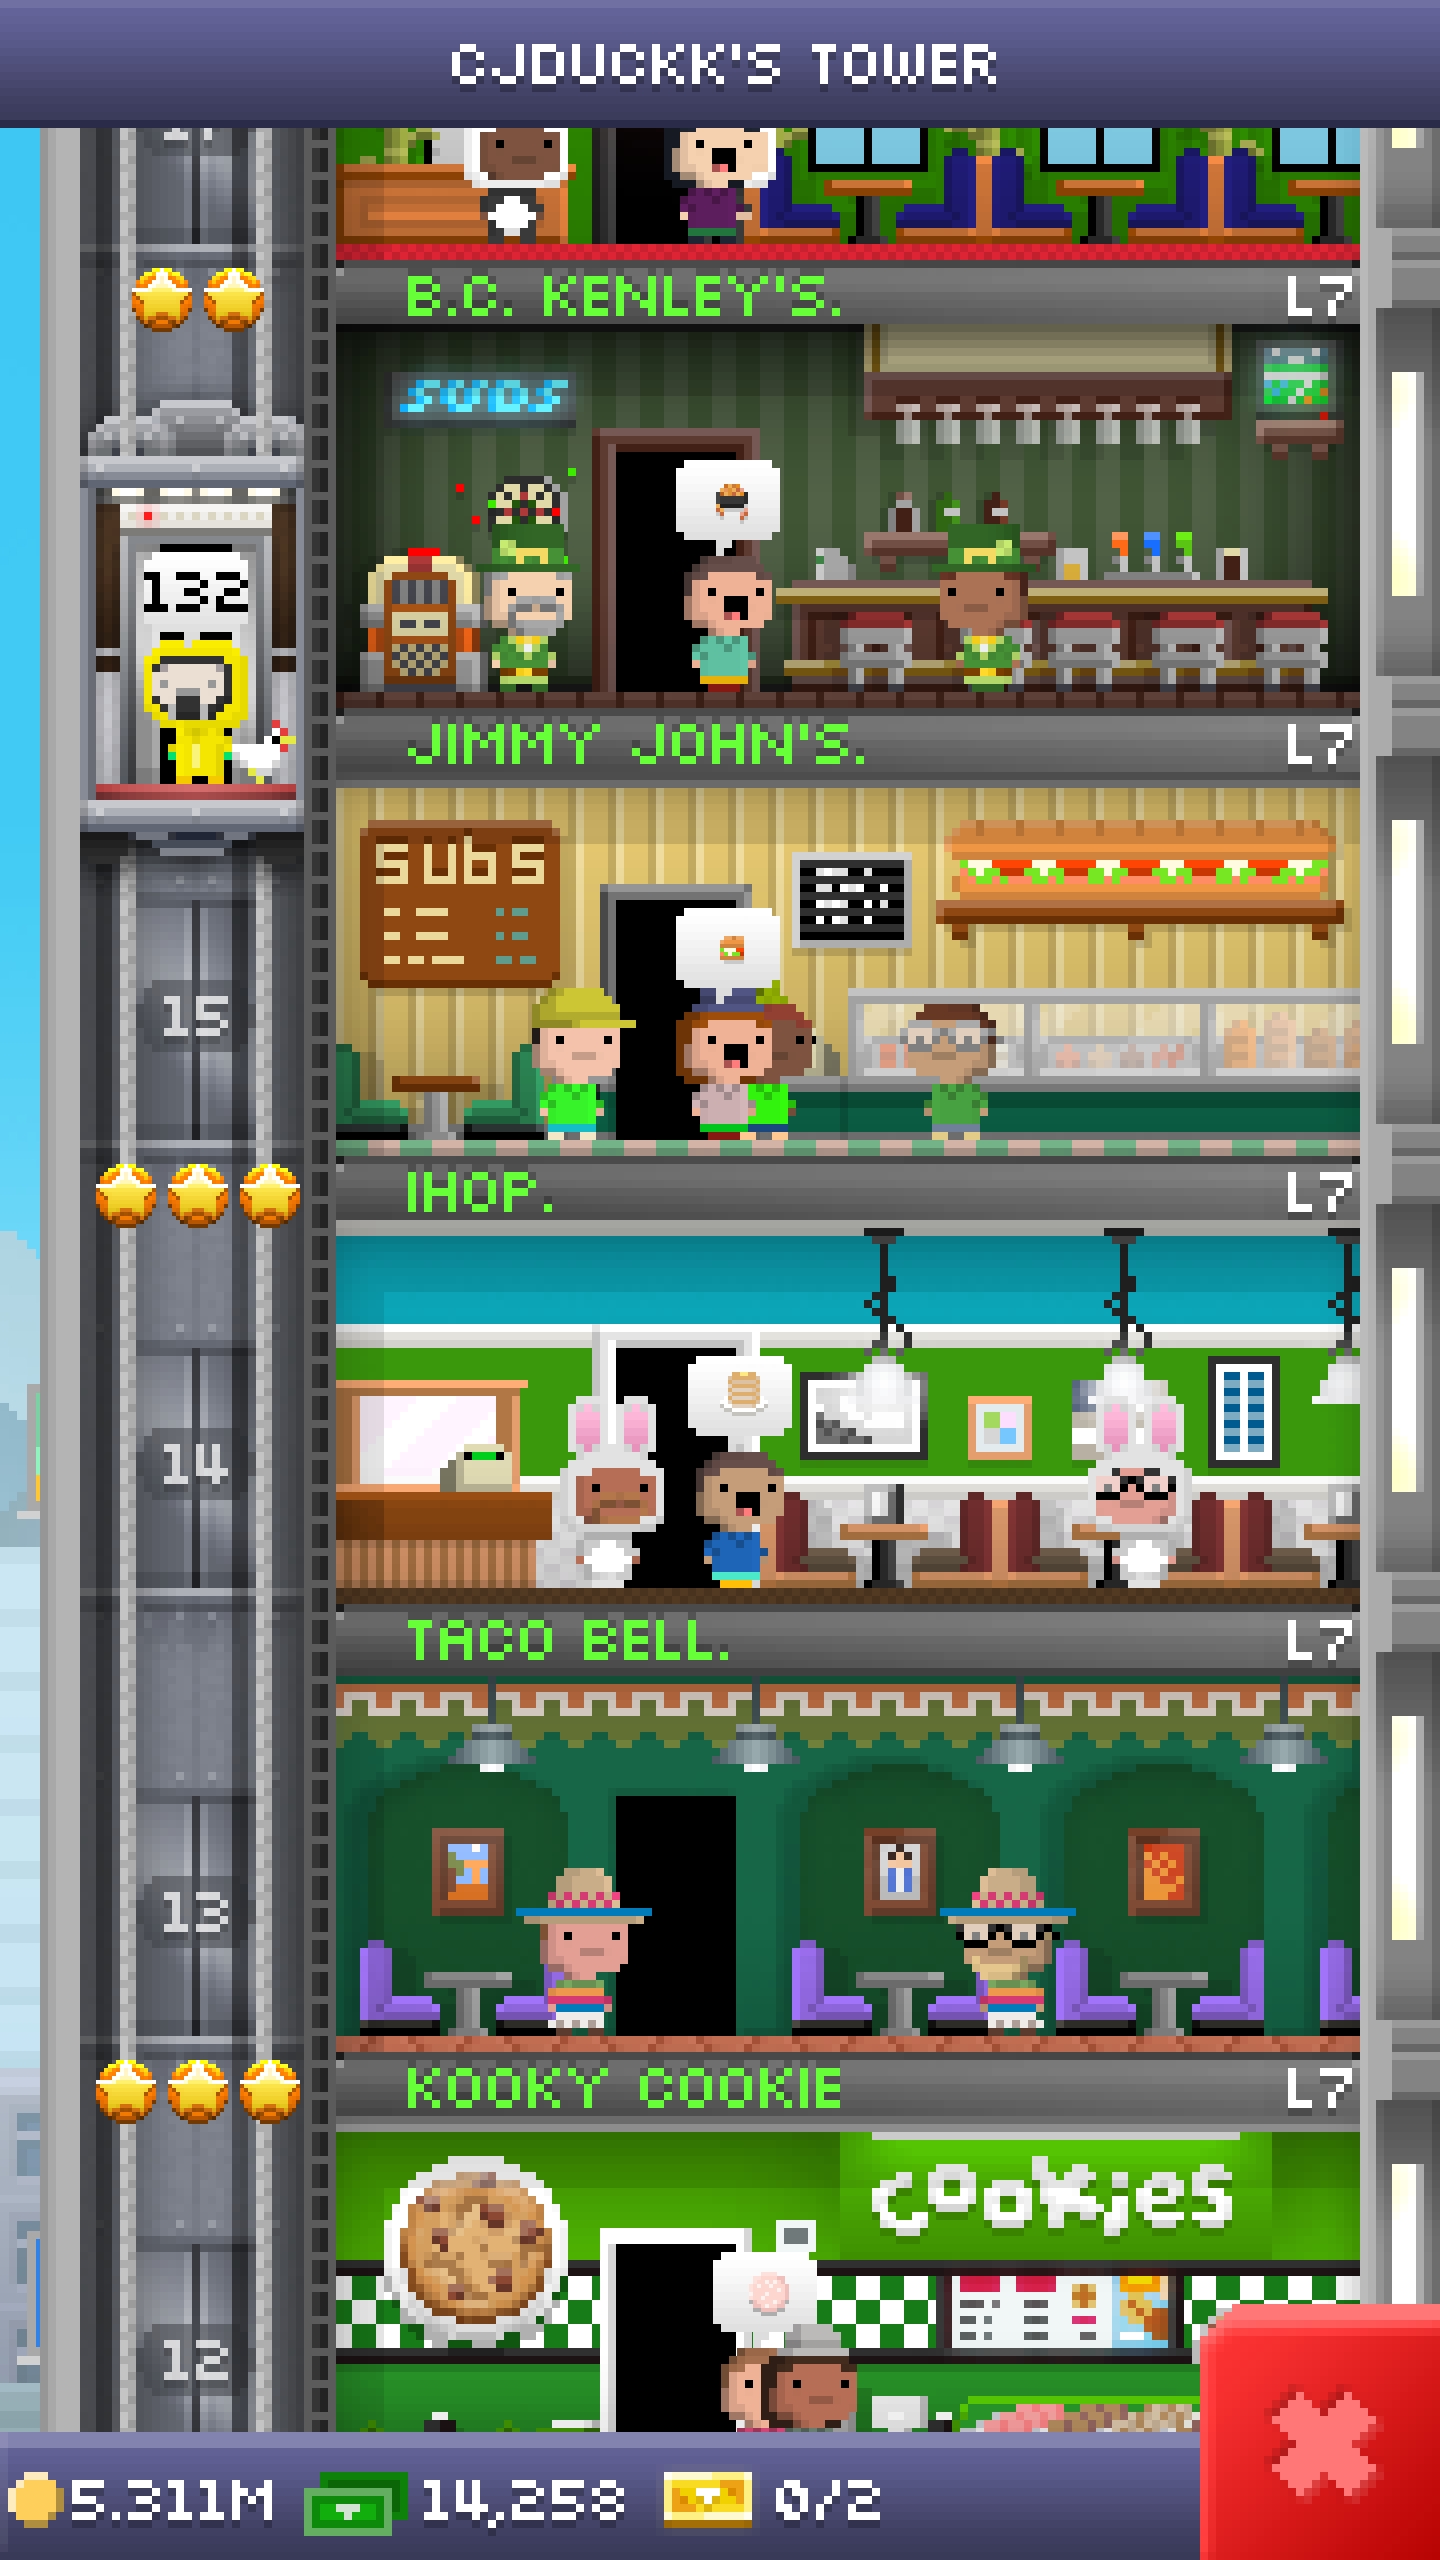 CJDUCKK'S TOWER
B.C. KENLEY'S. L7
SUDS
132
JIMMY JOHN'S. L7
SUBS
15
IHOP. L7
14
TACO BELL. L7
13
KOOKY COOKIE L7
cookies
12
5.311M 14,258 0/2